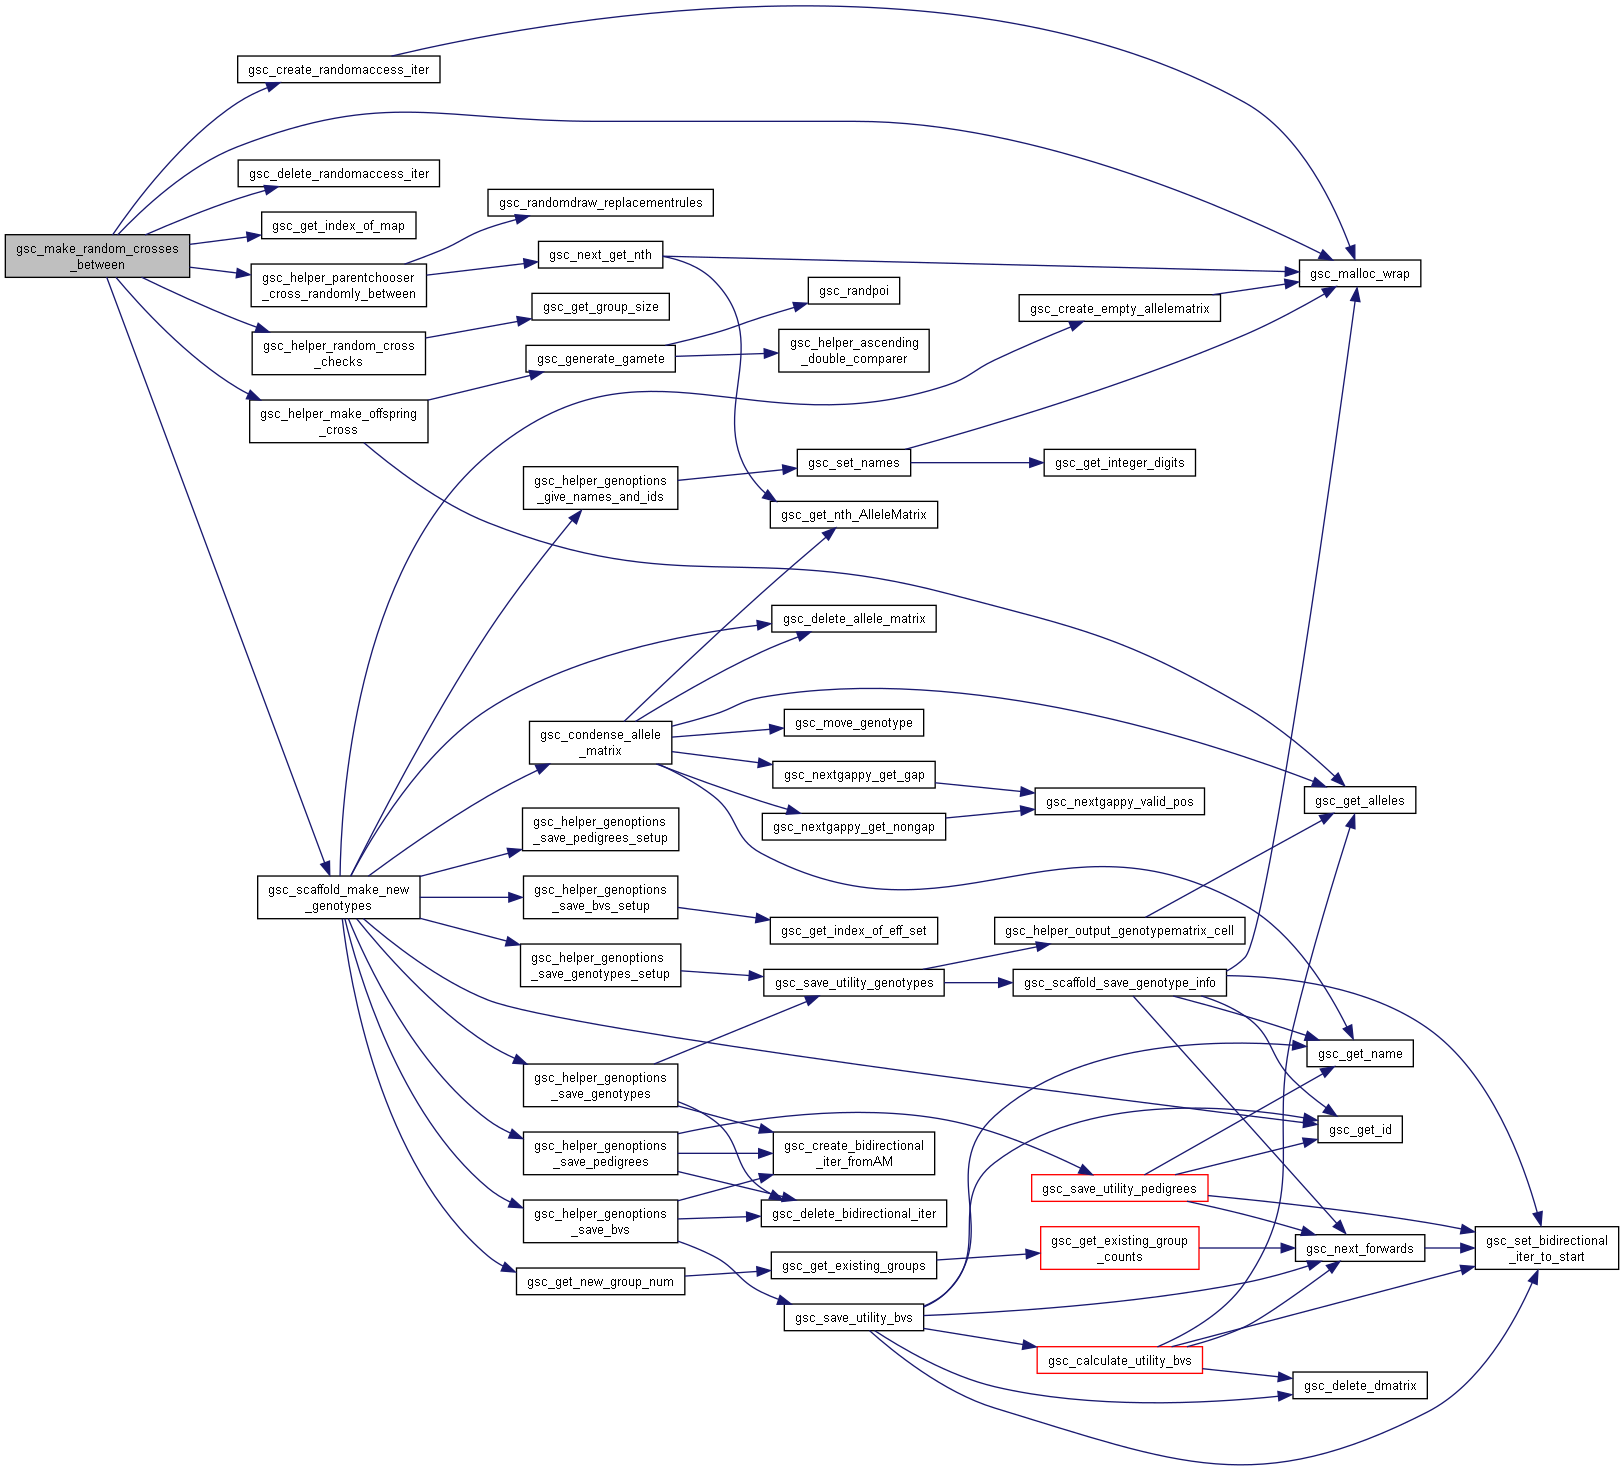 gsc_make_random_crosses
_between
gsc_create_randomaccess_iter
gsc_delete_randomaccess_iter
gsc_get_index_of_map
gsc_helper_parentchooser
_cross_randomly_between
gsc_helper_random_cross
_checks
gsc_helper_make_offspring
_cross
gsc_scaffold_make_new
_genotypes
gsc_randomdraw_replacementrules
gsc_next_get_nth
gsc_get_group_size
gsc_generate_gamete
gsc_helper_genoptions
_give_names_and_ids
gsc_condense_allele
_matrix
gsc_helper_genoptions
_save_pedigrees_setup
gsc_helper_genoptions
_save_bvs_setup
gsc_helper_genoptions
_save_genotypes_setup
gsc_helper_genoptions
_save_genotypes
gsc_helper_genoptions
_save_pedigrees
gsc_helper_genoptions
_save_bvs
gsc_get_new_group_num
gsc_randpoi
gsc_helper_ascending
_double_comparer
gsc_set_names
gsc_get_nth_AlleleMatrix
gsc_delete_allele_matrix
gsc_move_genotype
gsc_nextgappy_get_gap
gsc_nextgappy_get_nongap
gsc_get_index_of_eff_set
gsc_save_utility_genotypes
gsc_create_bidirectional
_iter_fromAM
gsc_delete_bidirectional_iter
gsc_get_existing_groups
gsc_save_utility_bvs
gsc_create_empty_allelematrix
gsc_get_integer_digits
gsc_nextgappy_valid_pos
gsc_helper_output_genotypematrix_cell
gsc_scaffold_save_genotype_info
gsc_save_utility_pedigrees
gsc_get_existing_group
_counts
gsc_calculate_utility_bvs
gsc_malloc_wrap
gsc_get_alleles
gsc_get_name
gsc_get_id
gsc_next_forwards
gsc_delete_dmatrix
gsc_set_bidirectional
_iter_to_start